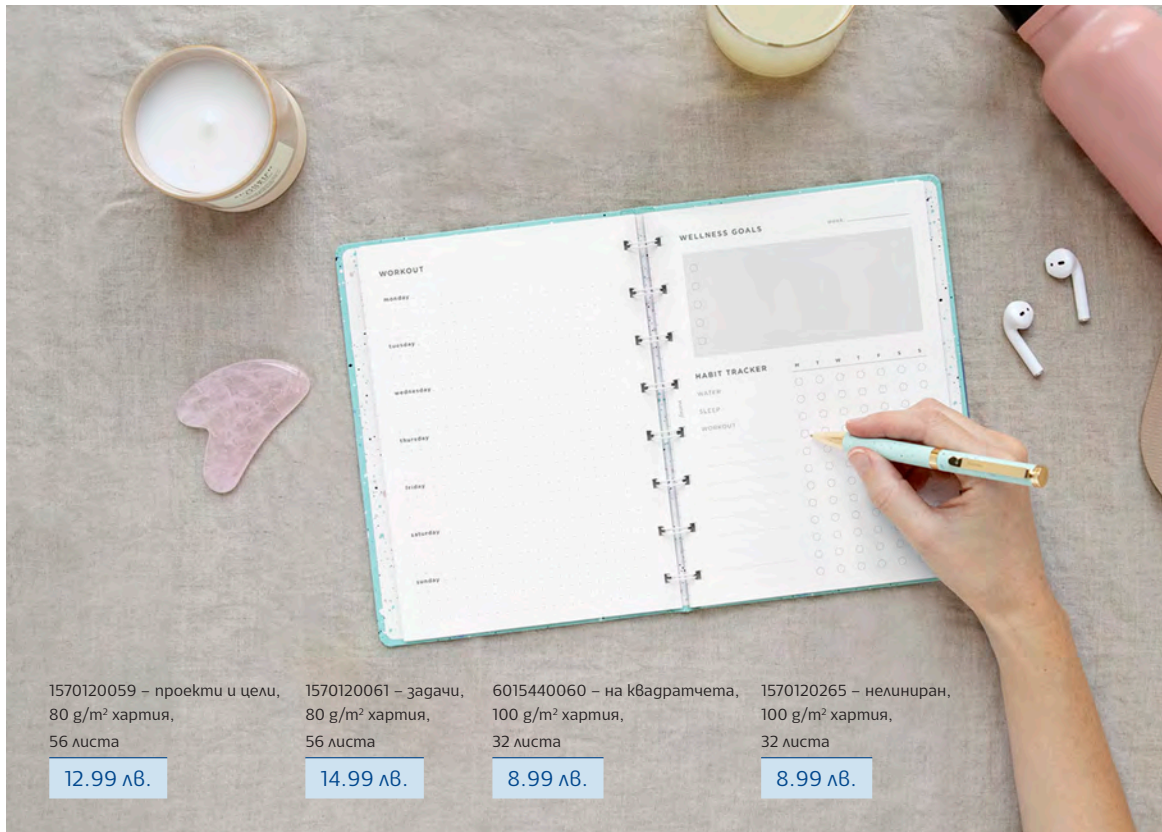 WORKOUT
monday
tuesday
wednesday
thursday
friday
saturday
sunday
WELLNESS GOALS
HABIT TRACKER
M T W T F S S
WATER
SLEEP
WORKOUT
1570120059 – проекти и цели,
80 g/m² хартия,
56 листа
12.99 лв.
1570120061 – задачи,
80 g/m² хартия,
56 листа
14.99 лв.
6015440060 – на квадратчета,
100 g/m² хартия,
32 листа
8.99 лв.
1570120265 – нелиниран,
100 g/m² хартия,
32 листа
8.99 лв.